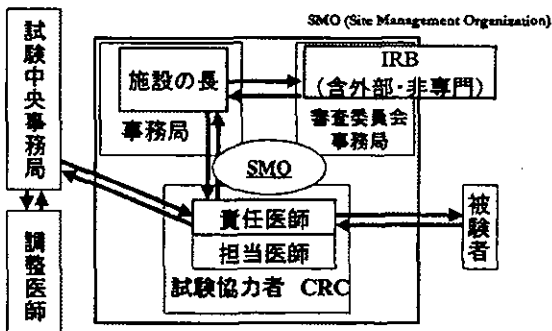 SMO (Site Management Organization)
試験中央事務局
調整医師
施設の長
事務局
IRB
(含外部・非専門)
審査委員会
事務局
SMO
責任医師
担当医師
試験協力者 CRC
被験者